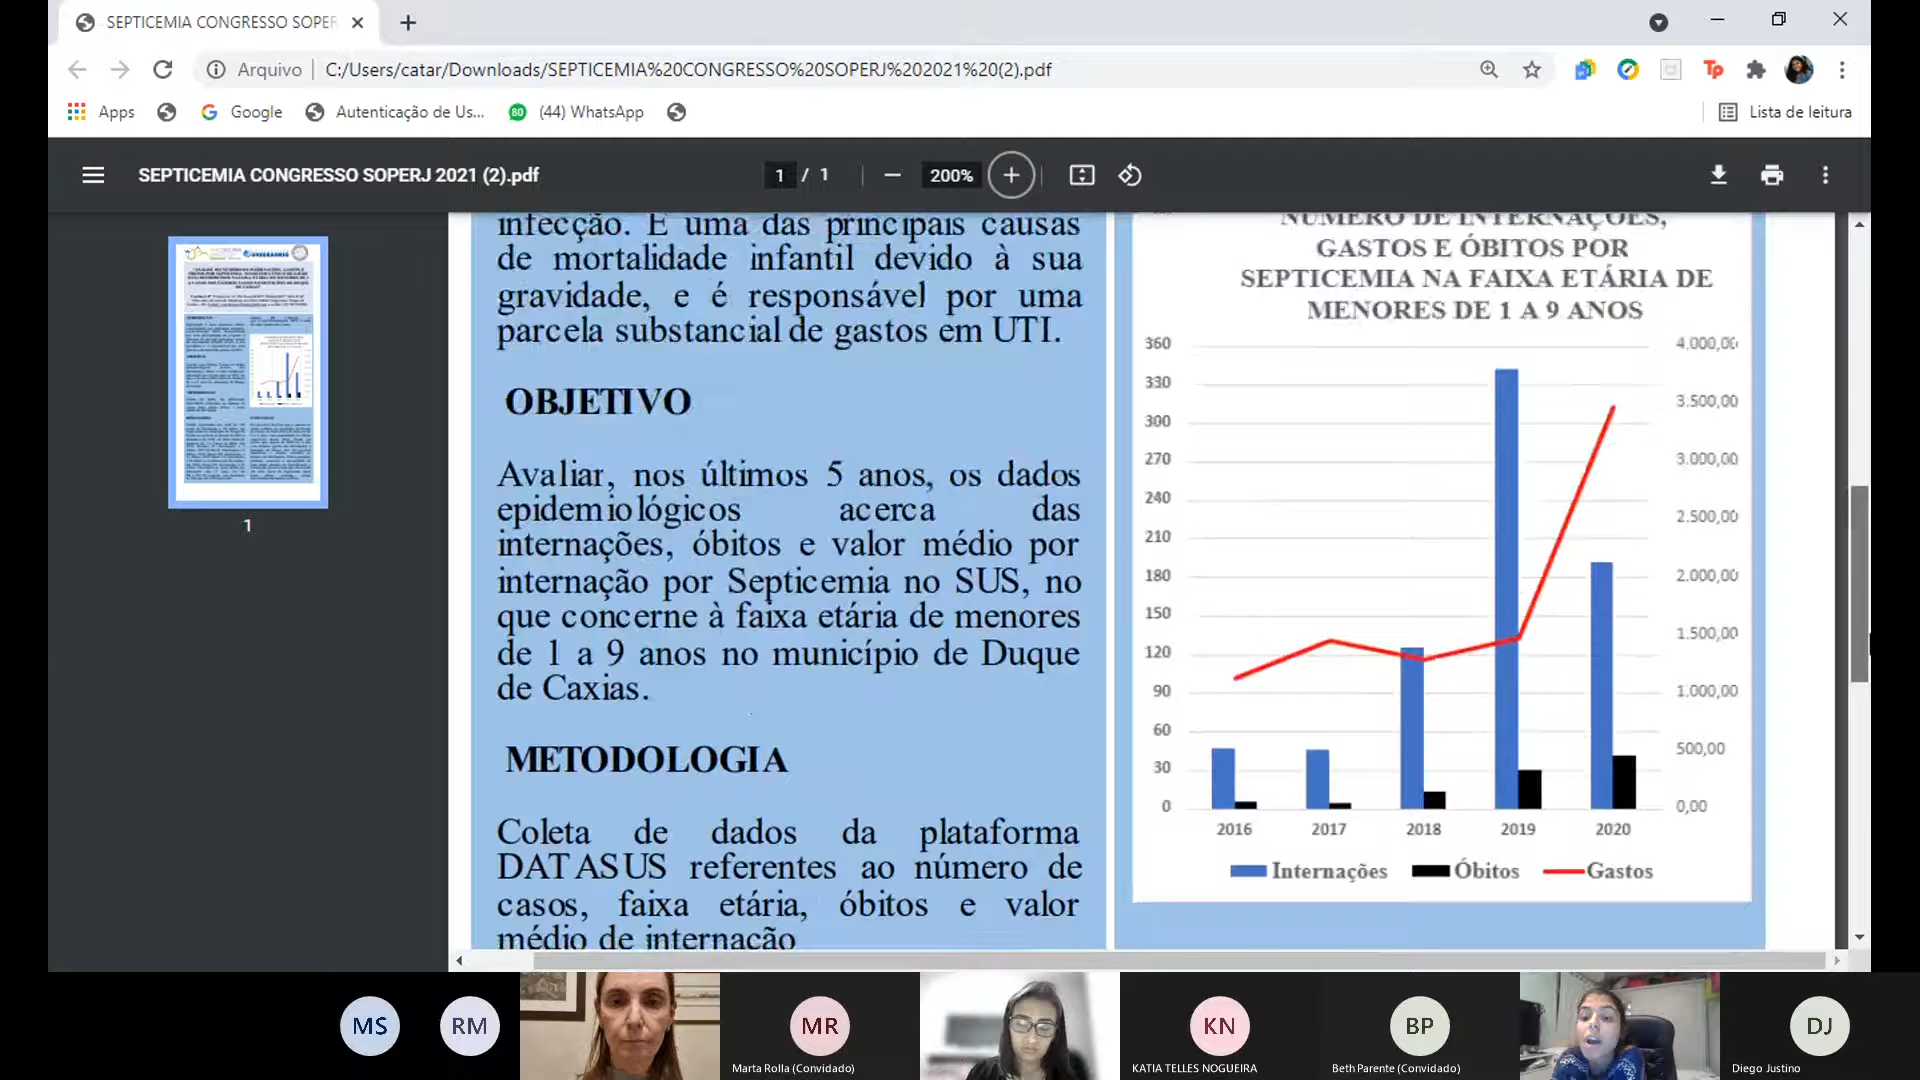 SEPTICEMIA CONGRESSO SOPER
Arquivo
C:/Users/catar/Downloads/SEPTICEMIA%20CONGRESSO%20SOPERJ%202021%20(2).pdf
Tp
Apps
Google
Autenticação de Us...
80
(44) WhatsApp
Lista de leitura
SEPTICEMIA CONGRESSO SOPERJ 2021 (2).pdf
1 / 1
200%
1
infecção. É uma das principais causas
de mortalidade infantil devido à sua
gravidade, e é responsável por uma
parcela substancial de gastos em UTI.
OBJETIVO
Avaliar, nos últimos 5 anos, os dados
epidemiológicos acerca das
internações, óbitos e valor médio por
internação por Septicemia no SUS, no
que concerne à faixa etária de menores
de 1 a 9 anos no município de Duque
de Caxias.
METODOLOGIA
Coleta de dados da plataforma
DATASUS referentes ao número de
casos, faixa etária, óbitos e valor
médio de internação
NÚMERO DE INTERNAÇÕES,
GASTOS E ÓBITOS POR
SEPTICEMIA NA FAIXA ETÁRIA DE
MENORES DE 1 A 9 ANOS
360
330
300
270
240
210
180
150
120
90
60
30
0
4.000,00
3.500,00
3.000,00
2.500,00
2.000,00
1.500,00
1.000,00
500,00
0,00
2016
2017
2018
2019
2020
Internações
Óbitos
Gastos
MS
RM
MR
Marta Rolla (Convidado)
KN
KATIA TELLES NOGUEIRA
BP
Beth Parente (Convidado)
DJ
Diego Justino